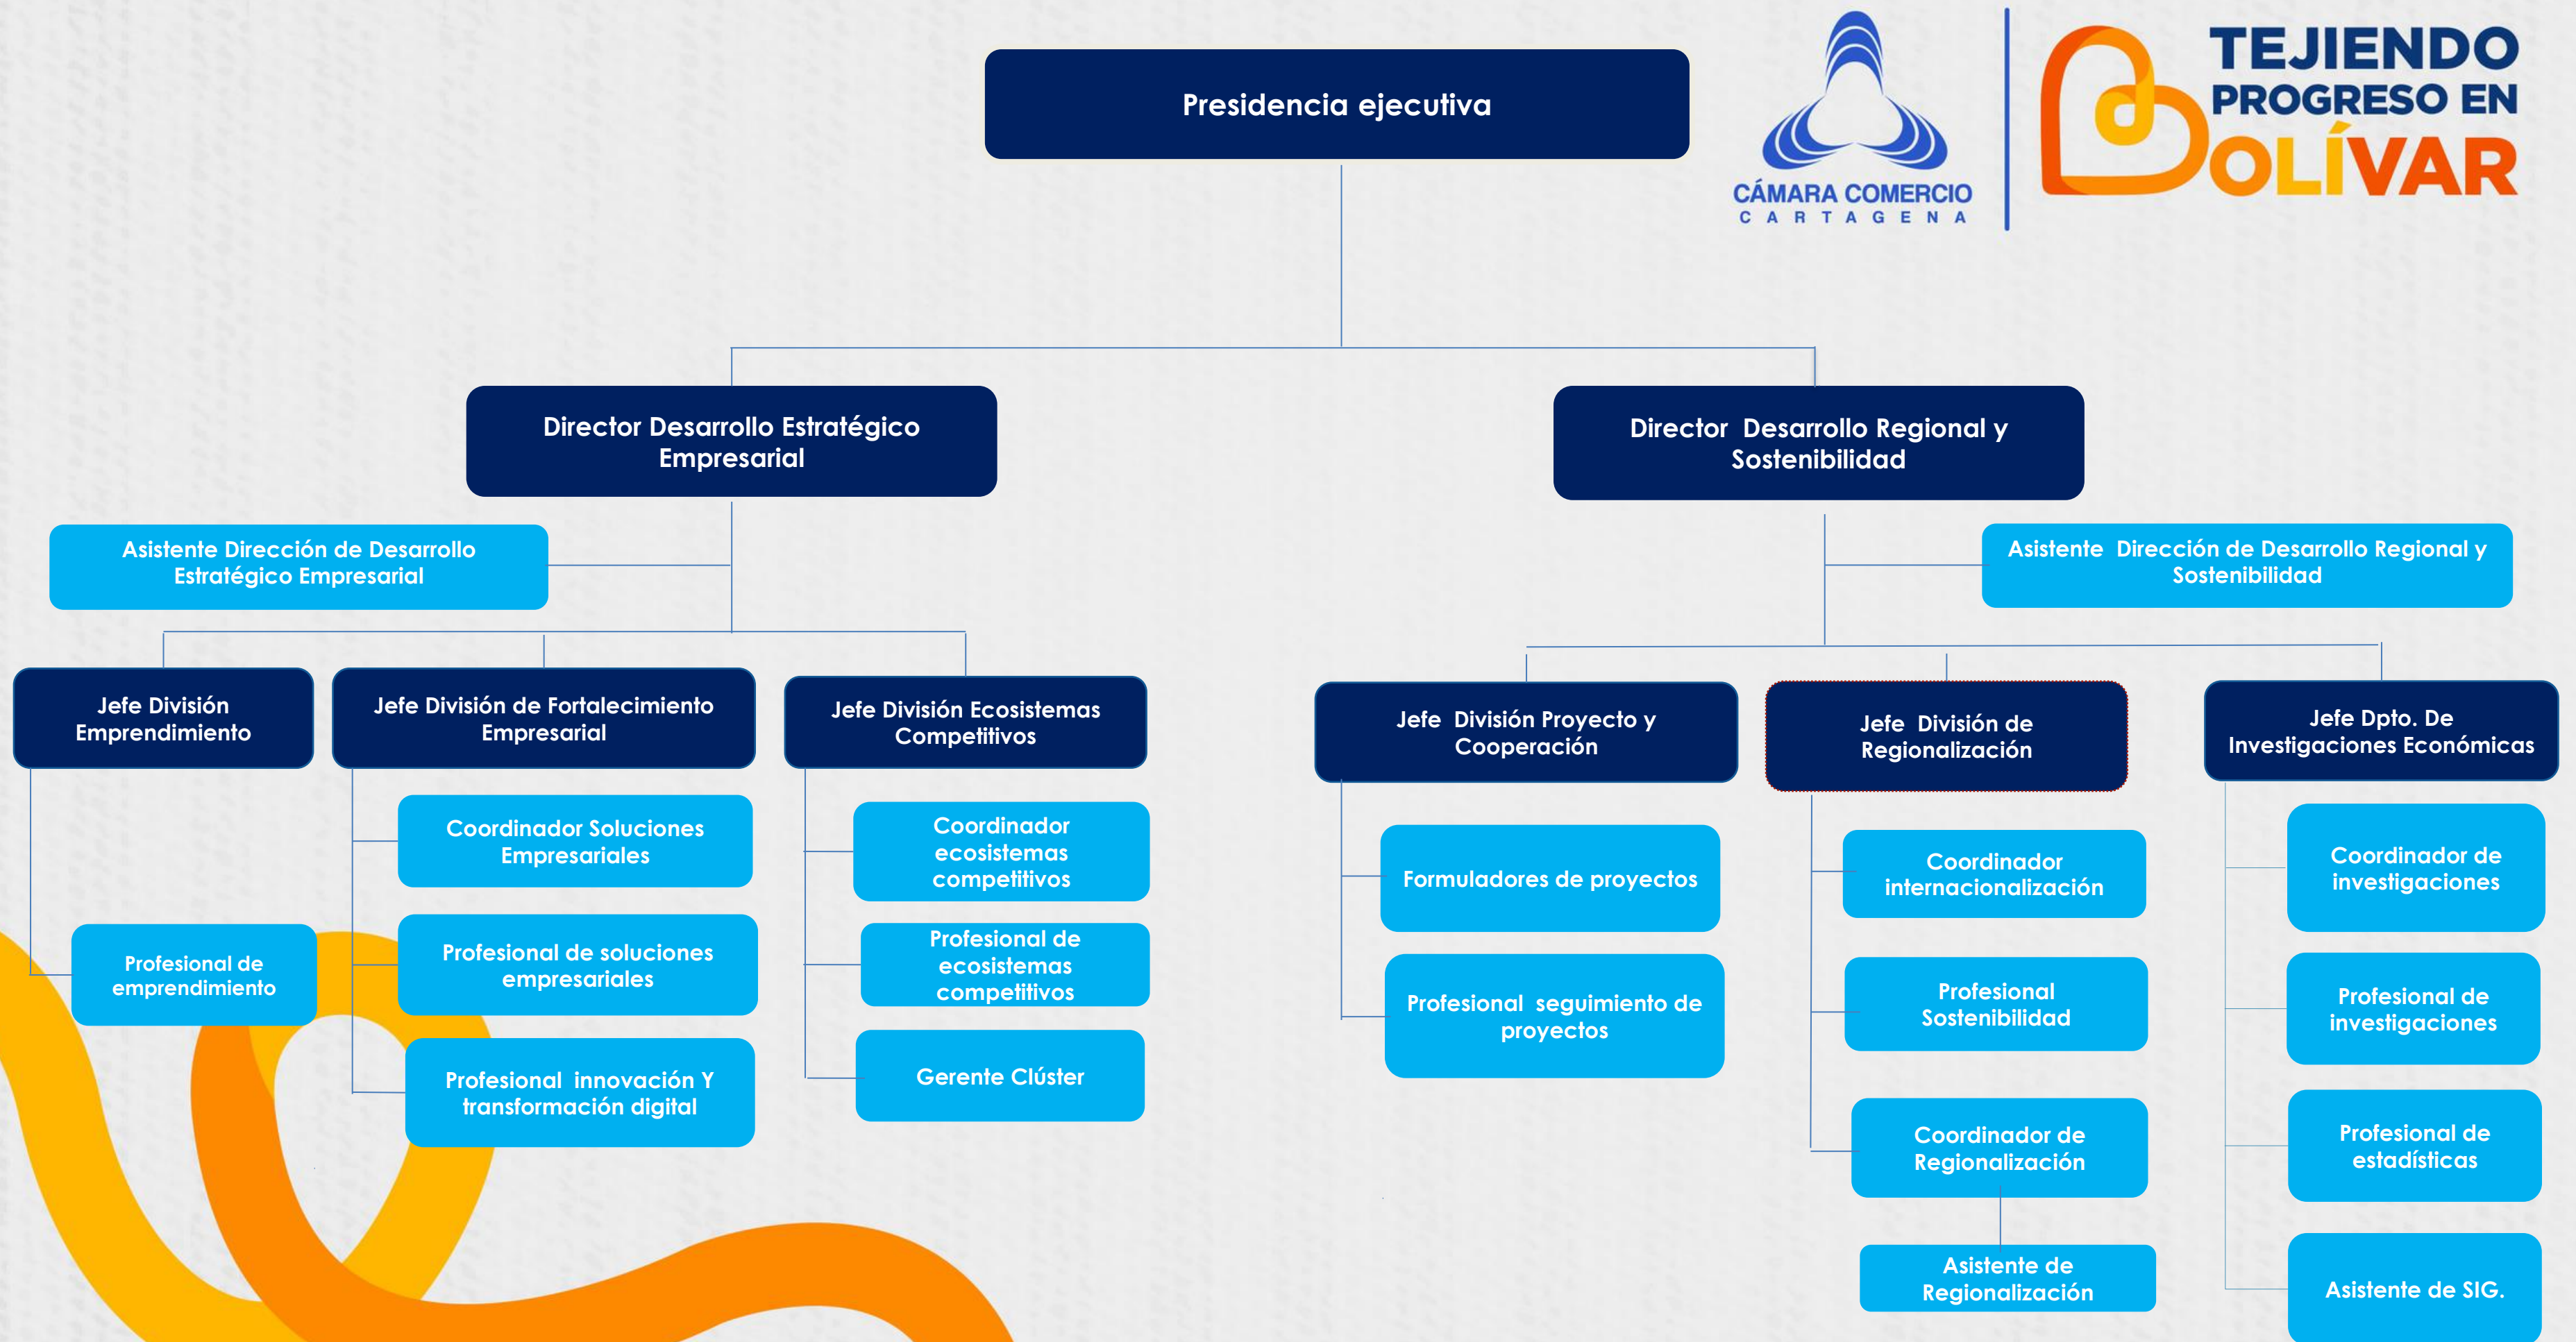 Presidencia ejecutiva
CÁMARA COMERCIO
CARTAGENA
TEJIENDO
PROGRESO EN
BOLÍVAR
Director Desarrollo Estratégico
Empresarial
Director Desarrollo Regional y
Sostenibilidad
Asistente Dirección de Desarrollo
Estratégico Empresarial
Asistente Dirección de Desarrollo Regional y
Sostenibilidad
Jefe División
Emprendimiento
Jefe División de Fortalecimiento
Empresarial
Jefe División Ecosistemas
Competitivos
Jefe División Proyecto y
Cooperación
Jefe División de
Regionalización
Jefe Dpto. De
Investigaciones Económicas
Profesional de
emprendimiento
Coordinador Soluciones
Empresariales
Profesional de soluciones
empresariales
Profesional innovación Y
transformación digital
Coordinador
ecosistemas
competitivos
Profesional de
ecosistemas
competitivos
Gerente Clúster
Formuladores de proyectos
Profesional seguimiento de
proyectos
Coordinador
internacionalización
Profesional
Sostenibilidad
Coordinador de
Regionalización
Asistente de
Regionalización
Coordinador de
investigaciones
Profesional de
investigaciones
Profesional de
estadísticas
Asistente de SIG.